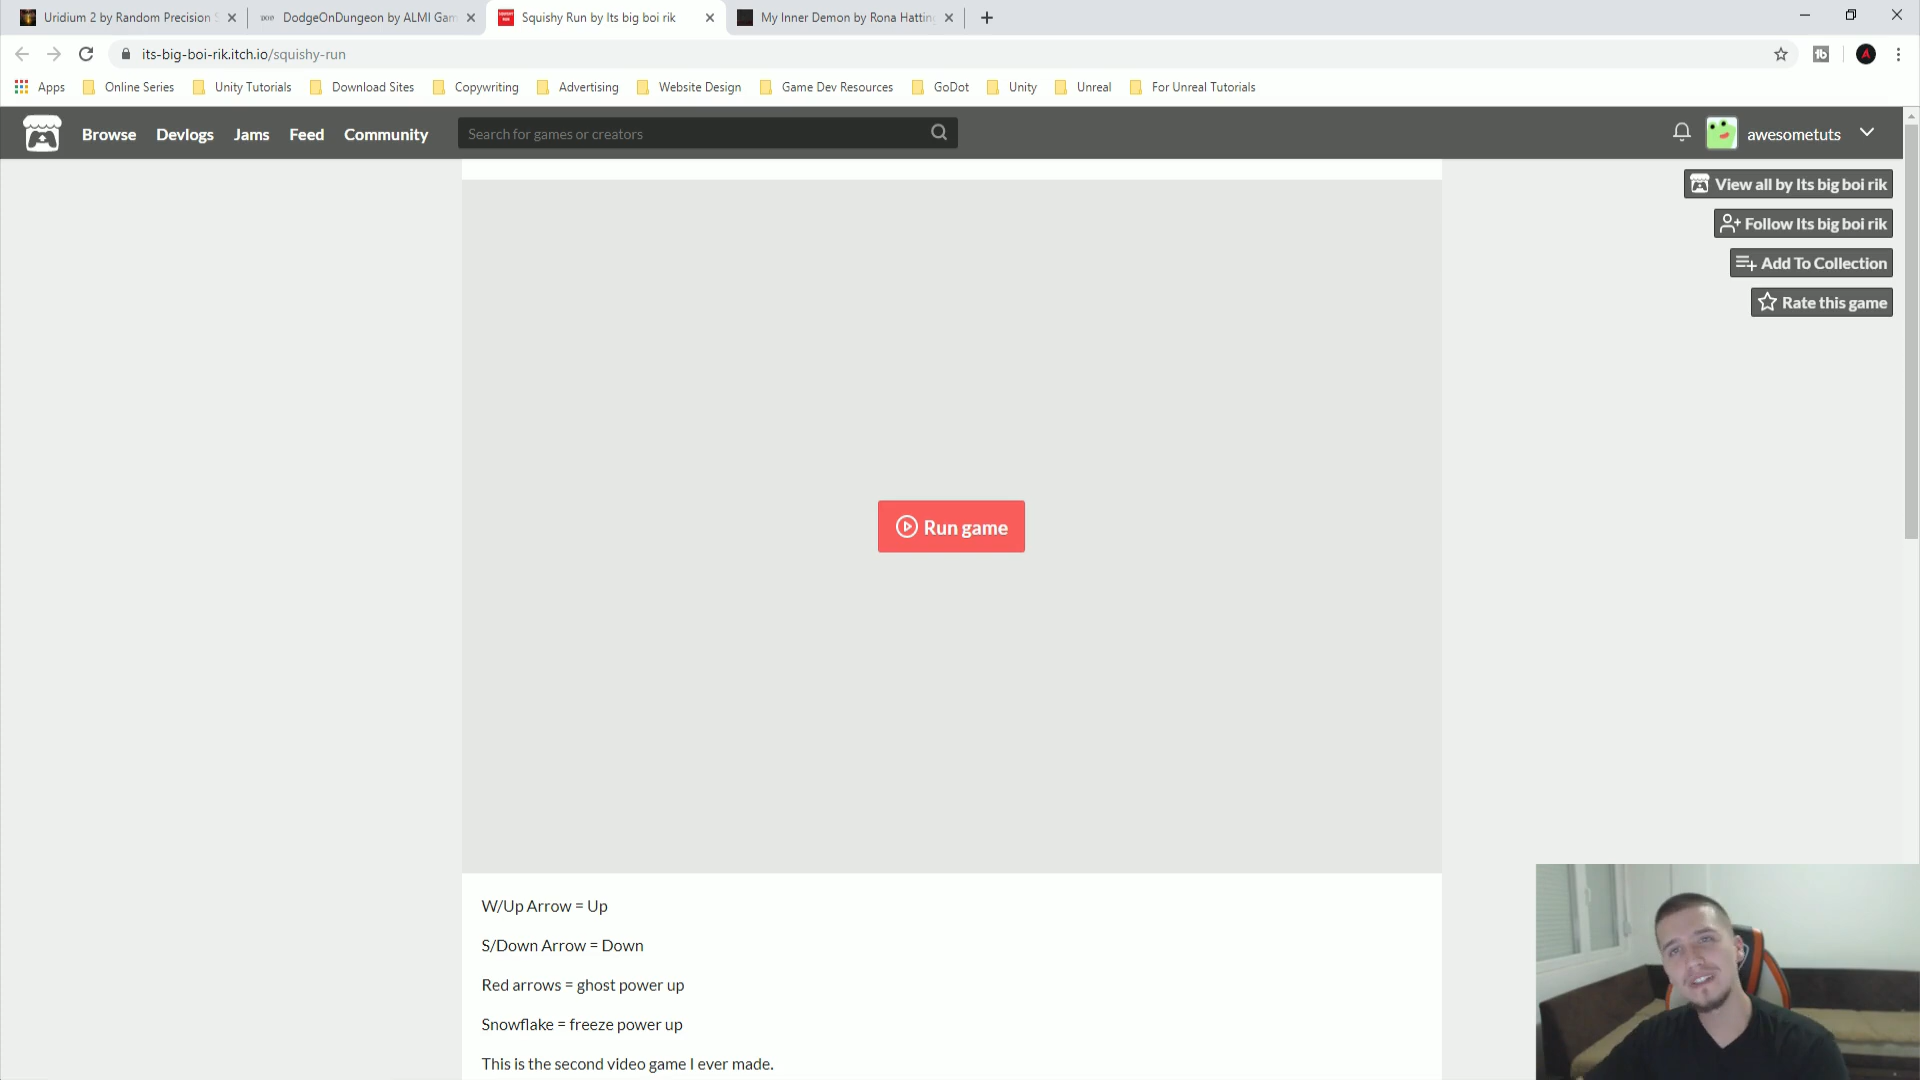 Uridium 2 by Random Precision
DodgeOnDungeon by ALMI Gam
Squishy Run by Its big boi rik
My Inner Demon by Rona Hatting
its-big-boi-rik.itch.io/squishy-run
Apps
Online Series
Unity Tutorials
Download Sites
Copywriting
Advertising
Website Design
Game Dev Resources
GoDot
Unity
Unreal
For Unreal Tutorials
Browse
Devlogs
Jams
Feed
Community
Search for games or creators
awesometuts
View all by Its big boi rik
Follow Its big boi rik
Add To Collection
Rate this game
Run game
W/Up Arrow = Up
S/Down Arrow = Down
Red arrows = ghost power up
Snowflake = freeze power up
This is the second video game I ever made.